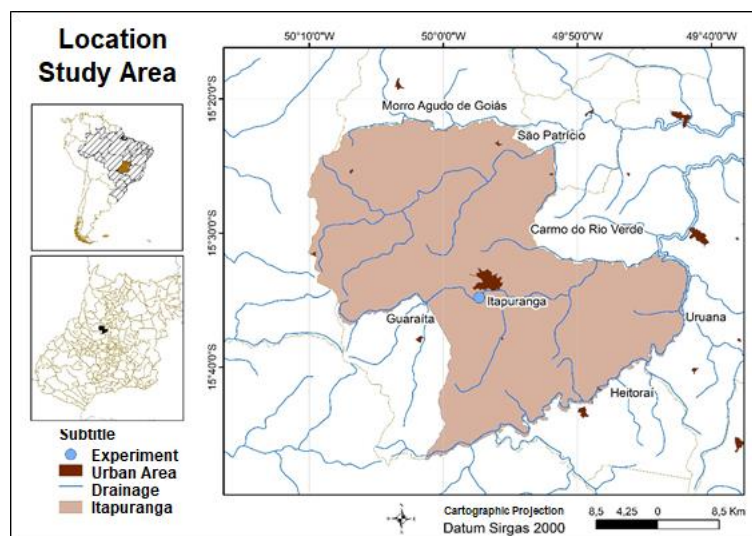 Location
Study Area
Subtitle
Experiment
Urban Area
Drainage
Itapuranga
50°10'0"S 50°0'0"S 49°50'0"S 49°40'0"S
15°20'0"S
15°30'0"S
15°40'0"S
Morro Agudo de Goiás
São Patrício
Carmo do Rio Verde
Itapuranga
Guaraíta
Uruana
Heitoraí
Cartographic Projection
Datum Sirgas 2000
8,5 4,25 0 8,5 Km